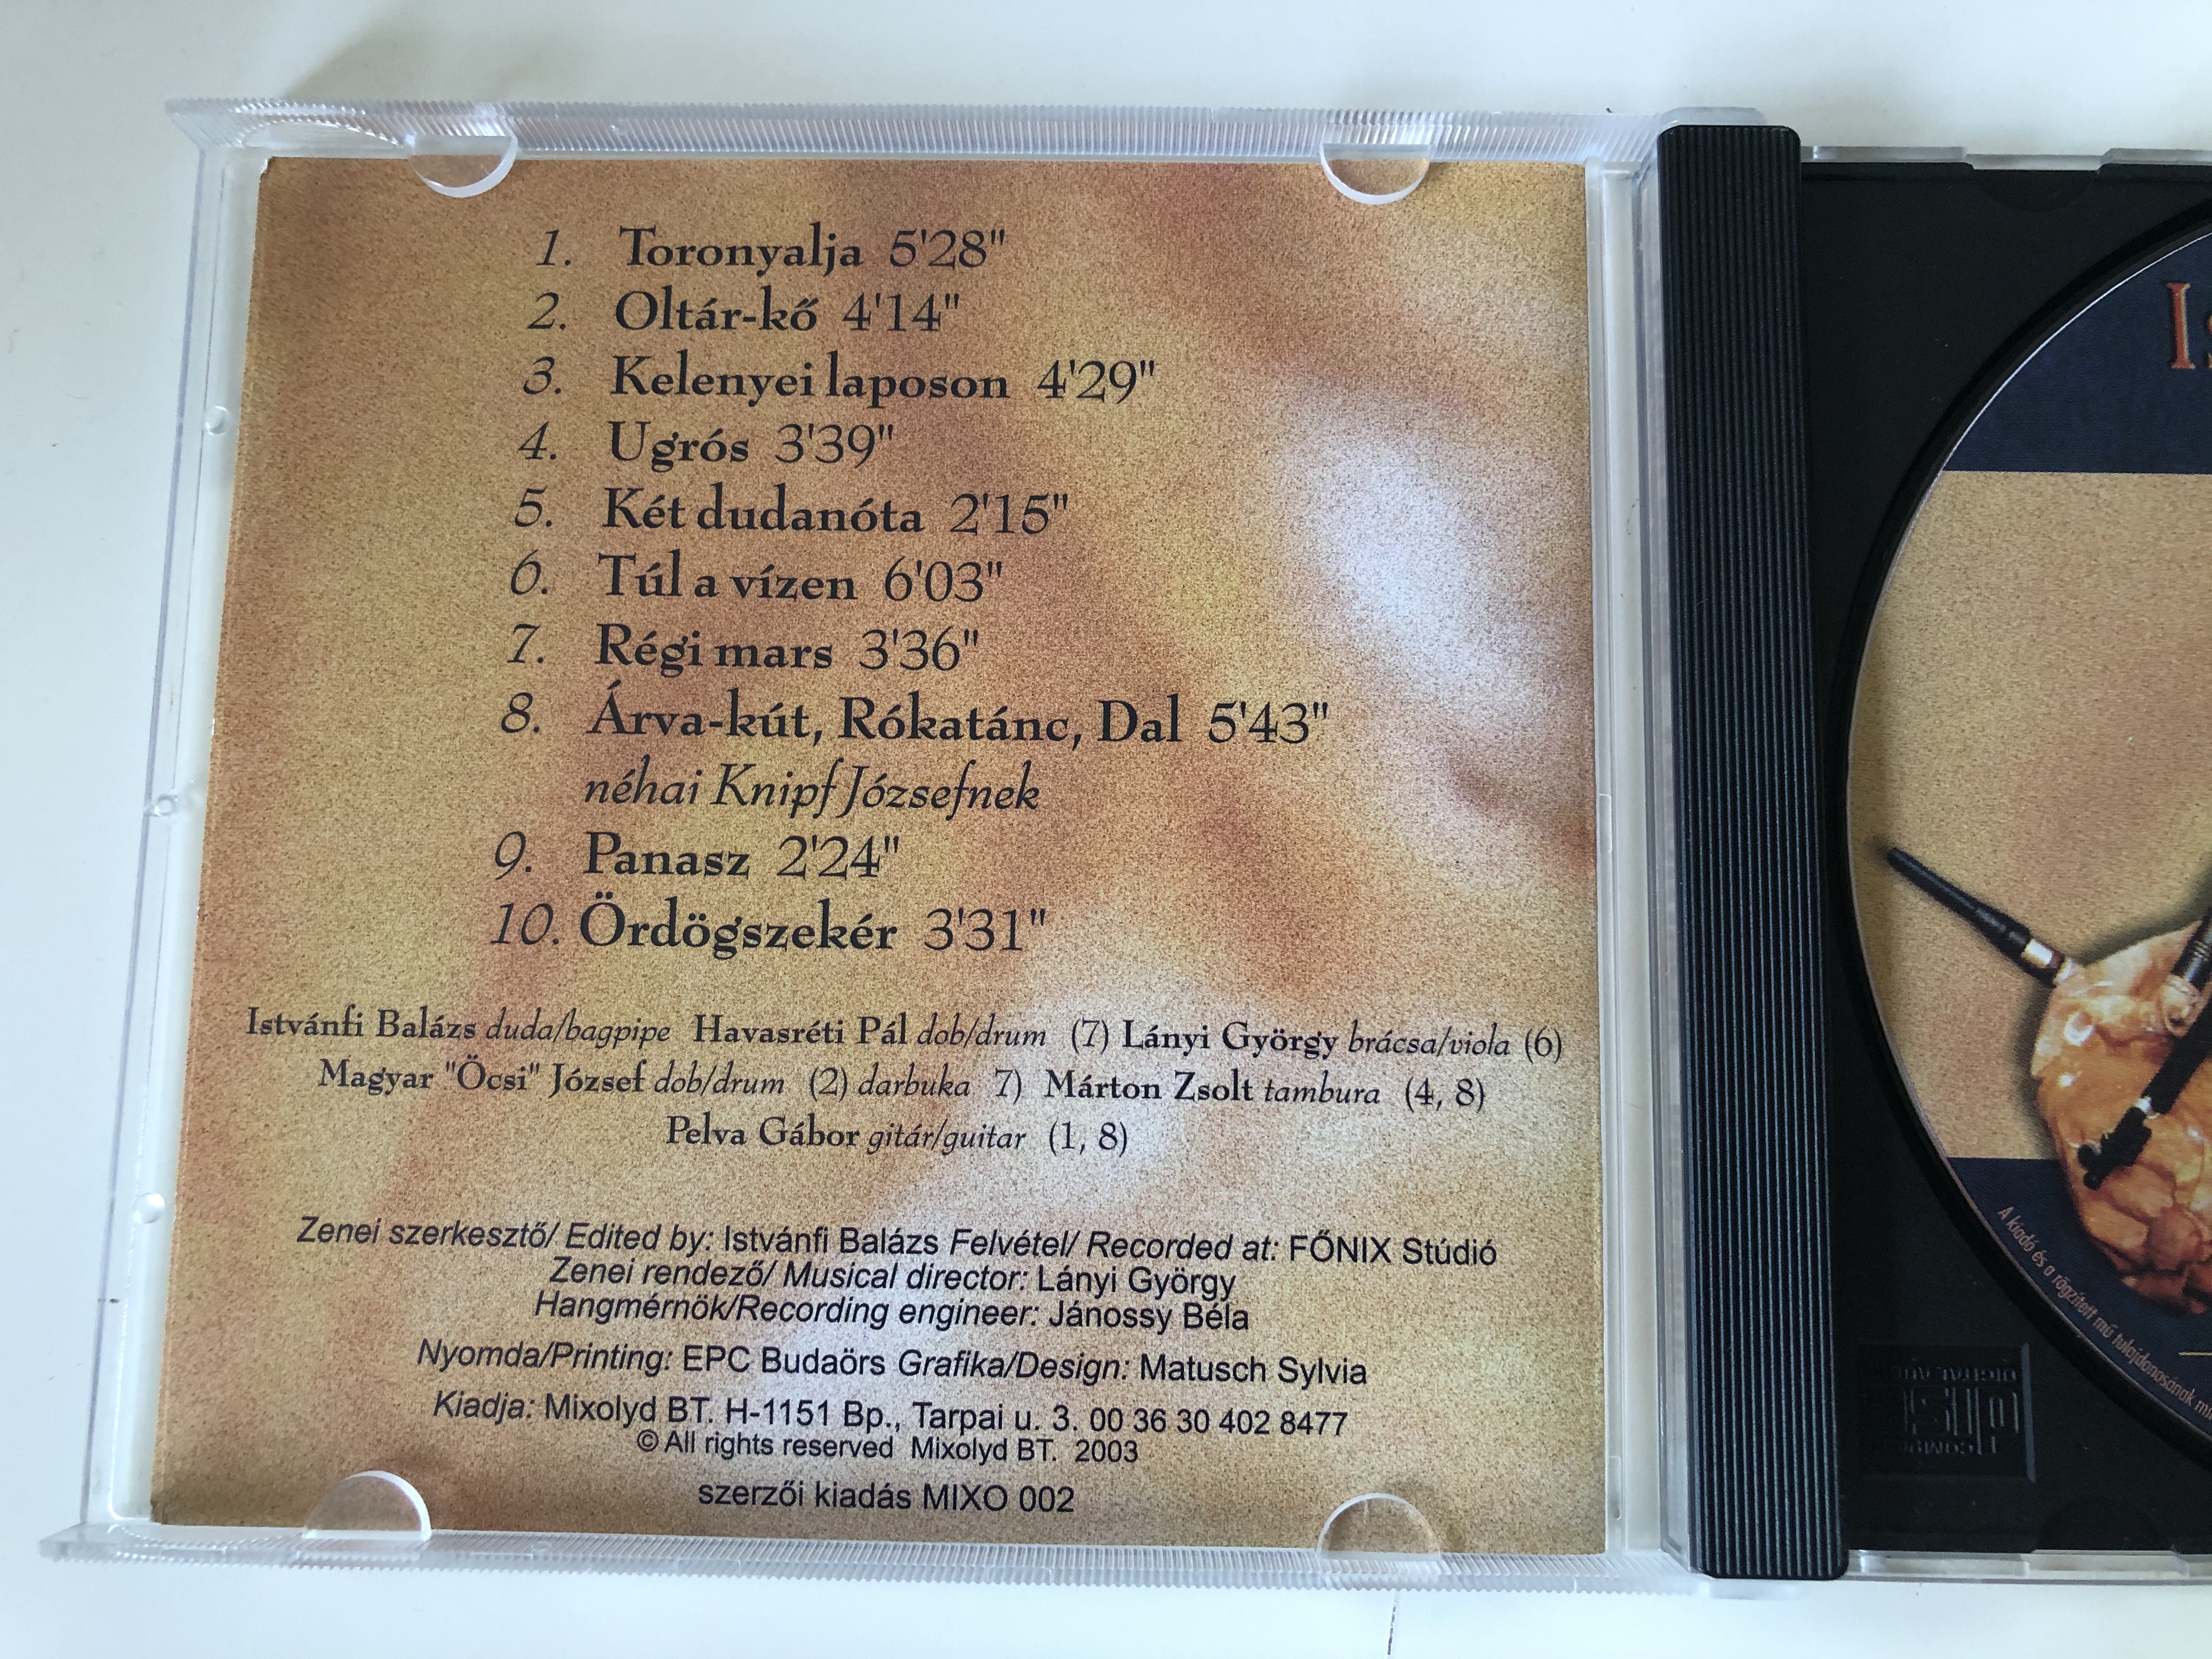 1. Toronyalja 5'28"
2. Oltár-kő 4'14"
3. Kelenyei laposon 4'29"
4. Ugrós 3'39"
5. Két dudanóta 2'15"
6. Túl a vízen 6'03"
7. Régi mars 3'36"
8. Árva-kút, Rókatánc, Dal 5'43"
néhai Knipf Józsefnek
9. Panasz 2'24"
10. Ördögszekér 3'31"
Istvánfi Balázs duda/bagpipe Havasréti Pál dob/drum (7) Lányi György brácsa/viola (6)
Magyar "Öcsi" József dob/drum (2) darbuka 7) Márton Zsolt tambura (4, 8)
Pelva Gábor gitár/guitar (1, 8)
Zenei szerkesztő/ Edited by: Istvánfi Balázs Felvétel/ Recorded at: FŐNIX Stúdió
Zenei rendező/ Musical director: Lányi György
Hangmérnök/Recording engineer: Jánossy Béla
Nyomda/Printing: EPC Budaörs Grafika/Design: Matusch Sylvia
Kiadja: Mixolyd BT. H-1151 Bp., Tarpai u. 3. 00 36 30 402 8477
© All rights reserved Mixolyd BT. 2003
szerzői kiadás MIXO 002
A kiadó és a rögzített mű tulajdonosának